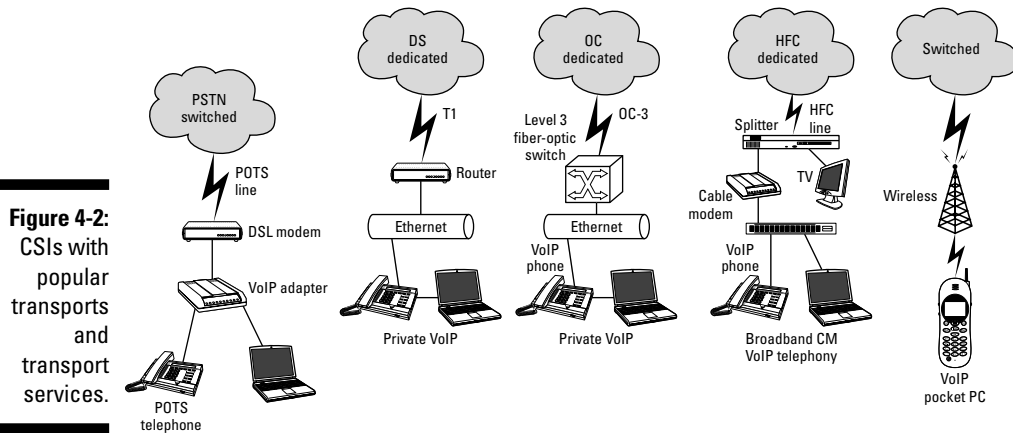 Figure 4-2:
CSIs with
popular
transports
and
transport
services.
PSTN
switched
POTS
line
DSL modem
VoIP adapter
POTS
telephone
DS
dedicated
T1
Router
Ethernet
Private VoIP
OC
dedicated
Level 3
fiber-optic
switch
OC-3
Ethernet
VoIP
phone
Private VoIP
HFC
dedicated
Splitter
HFC
line
Cable
modem
TV
VoIP
phone
Broadband CM
VoIP telephony
Switched
Wireless
VoIP
pocket PC